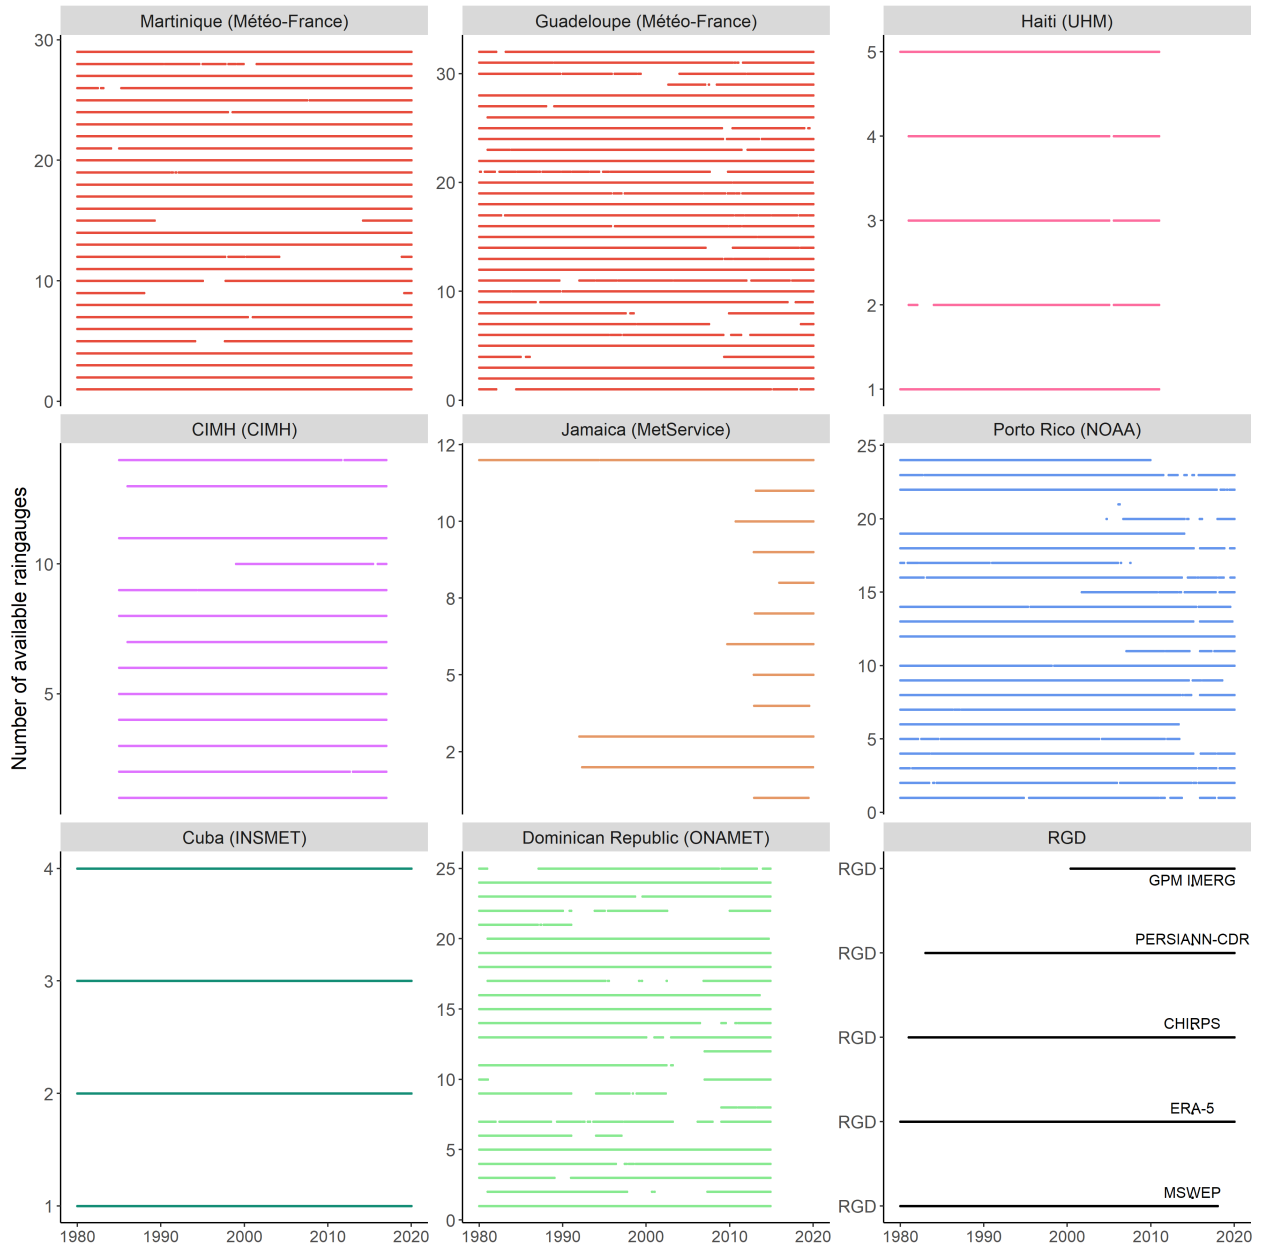 Martinique (Météo-France)
Guadeloupe (Météo-France)
Haiti (UHM)
30
20
10
0
30
20
10
0
5
4
3
2
1
CIMH (CIMH)
Jamaica (MetService)
Porto Rico (NOAA)
Number of available raingauges
10
5
12
10
8
5
2
25
20
15
10
5
0
Cuba (INSMET)
Dominican Republic (ONAMET)
RGD
4
3
2
1
25
20
15
10
5
0
RGD
GPM IMERG
RGD
PERSIANN-CDR
RGD
CHIRPS
RGD
ERA-5
RGD
MSWEP
1980 1990 2000 2010 2020
1980 1990 2000 2010 2020
1980 1990 2000 2010 2020